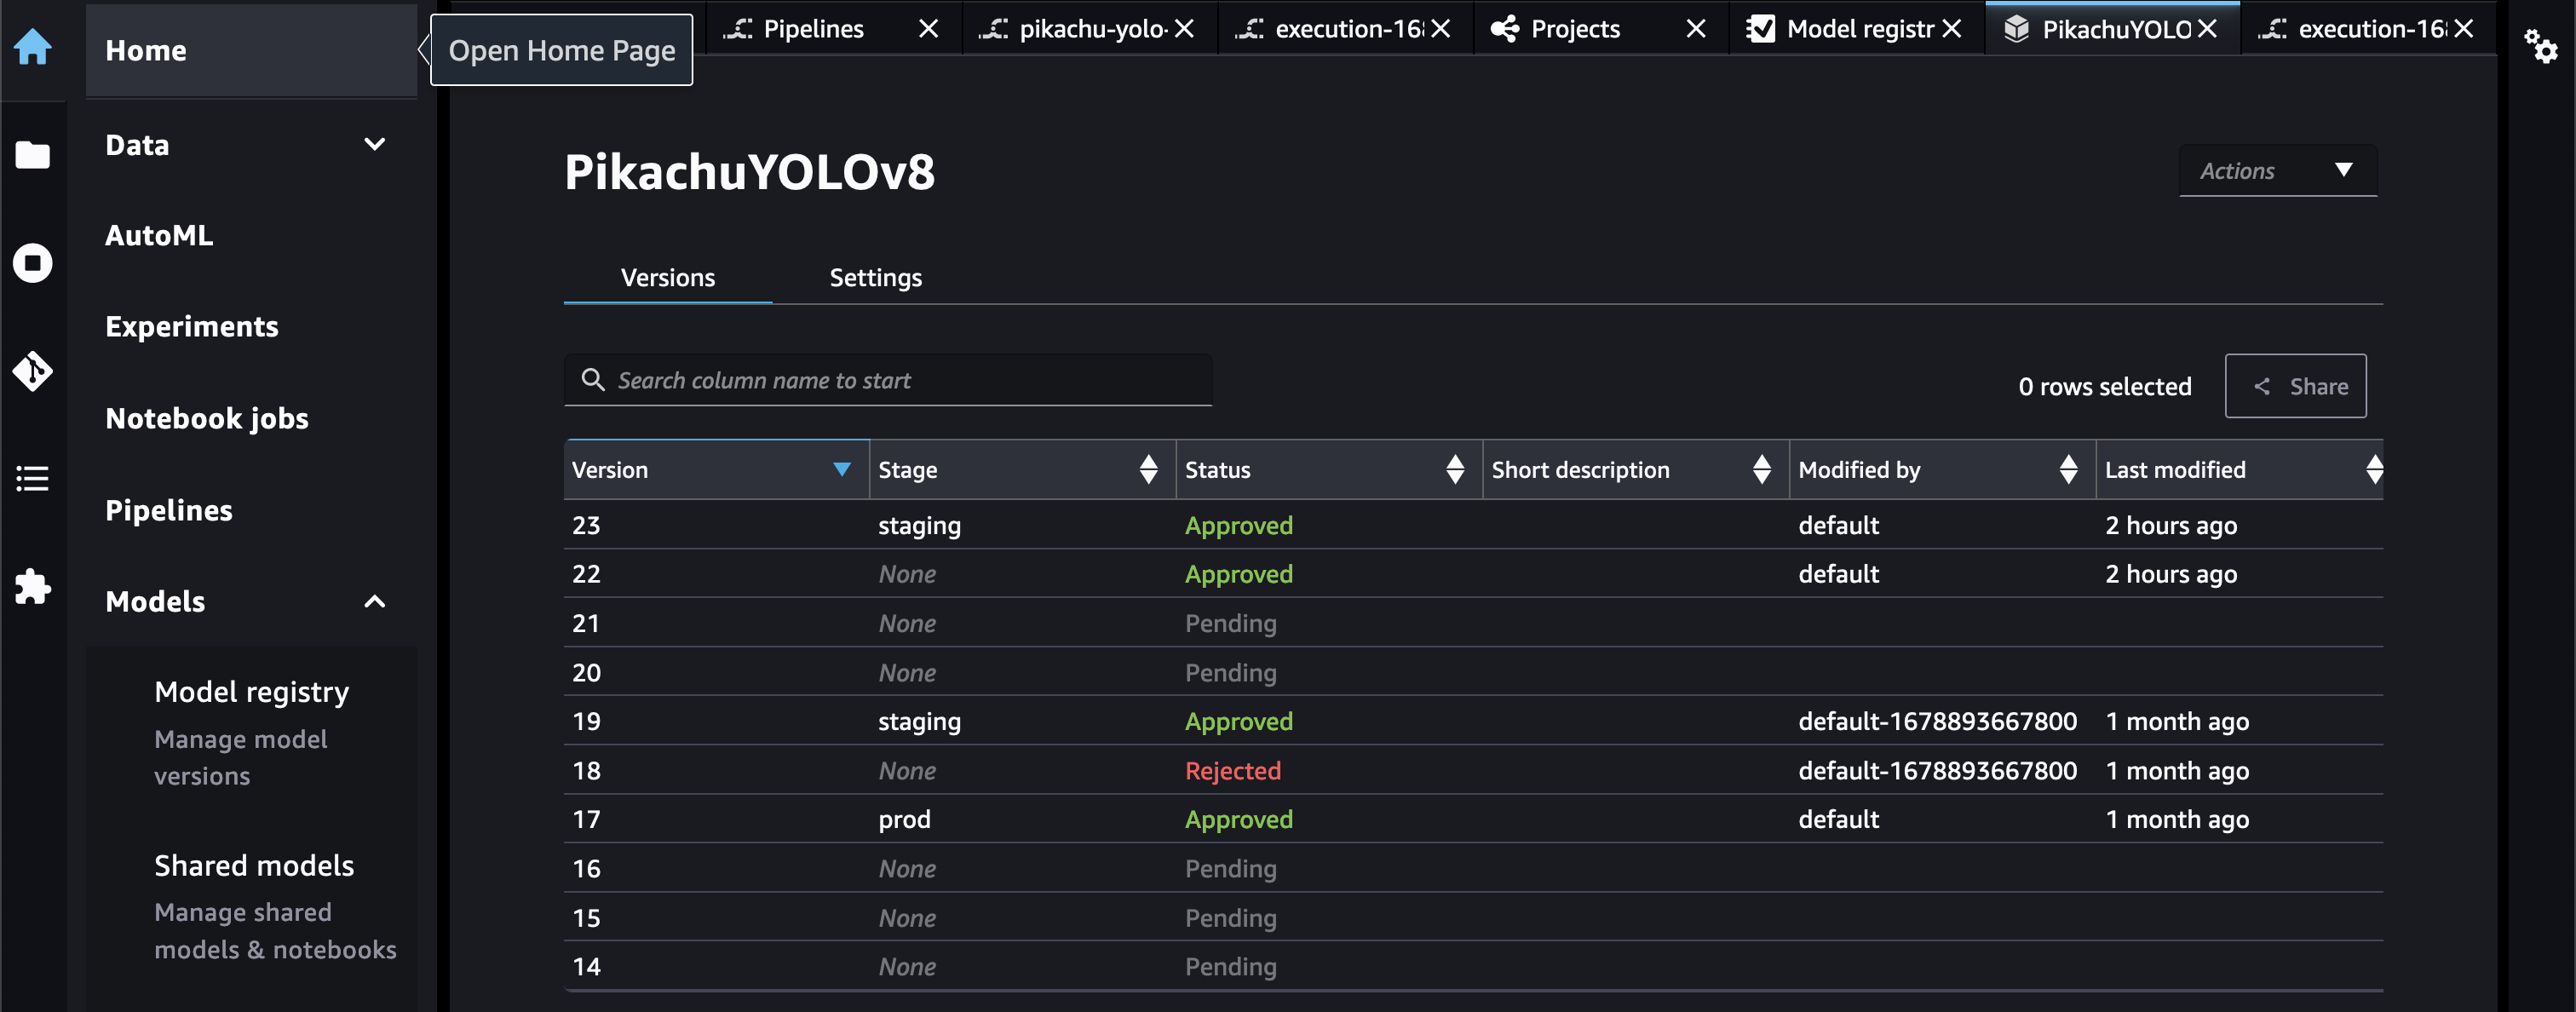 Home
Open Home Page
Pipelines
pikachu-yolo-
execution-168
Projects
Model registr
PikachuYOLO
execution-168
Data
AutoML
Experiments
Notebook jobs
Pipelines
Models
Model registry
Manage model
versions
Shared models
Manage shared
models & notebooks
PikachuYOLOv8
Actions
Versions Settings
Search column name to start
0 rows selected
Share
Version Stage Status Short description Modified by Last modified
23 staging Approved default 2 hours ago
22 None Approved default 2 hours ago
21 None Pending
20 None Pending
19 staging Approved default-1678893667800 1 month ago
18 None Rejected default-1678893667800 1 month ago
17 prod Approved default 1 month ago
16 None Pending
15 None Pending
14 None Pending